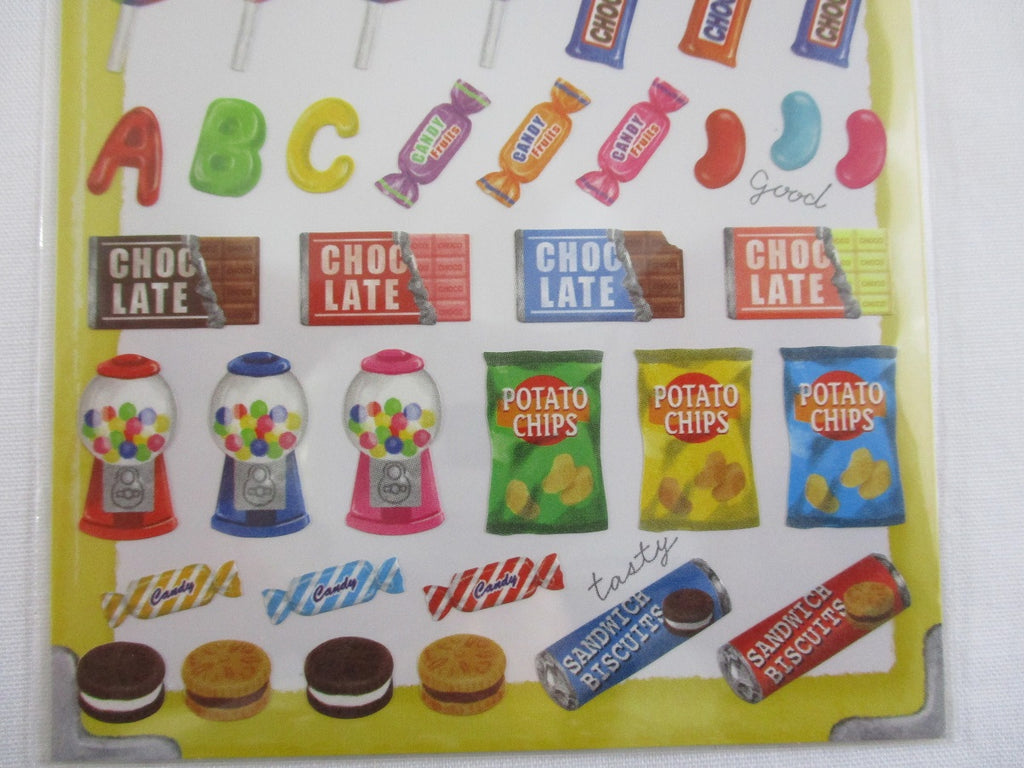 CHOC
CHOC
CHOC
A B C
CANDY Fruits
CANDY Fruits
CANDY Fruits
good
CHOC
LATE
CHOCO
CHOC
LATE
CHOCO
CHOC
LATE
CHOC
LATE
CHOCO
POTATO
CHIPS
POTATO
CHIPS
POTATO
CHIPS
Candy
Candy
Candy
tasty
SANDWICH
BISCUITS
SANDWICH
BISCUITS